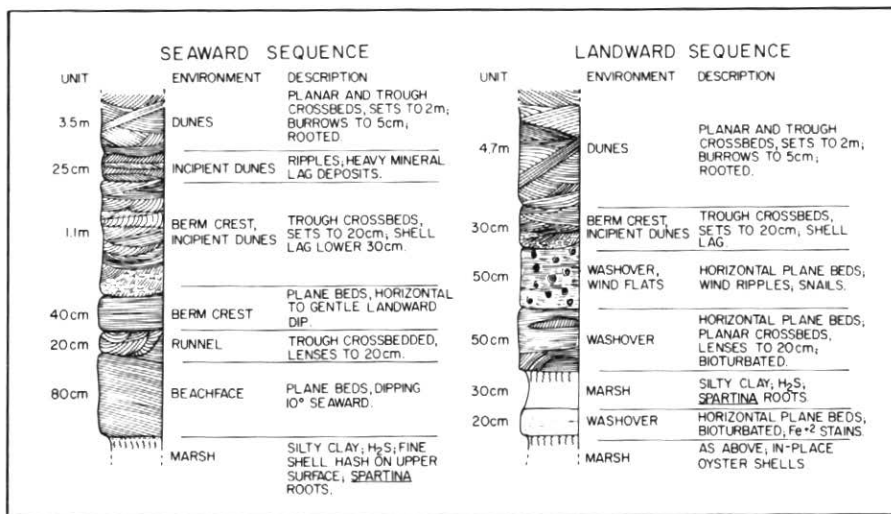 SEAWARD SEQUENCE
UNIT ENVIRONMENT DESCRIPTION
3.5m DUNES PLANAR AND TROUGH
CROSSBEDS, SETS TO 2m;
BURROWS TO 5cm;
ROOTED.
25cm INCIPIENT DUNES RIPPLES; HEAVY MINERAL
LAG DEPOSITS.
1.1m BERM CREST,
INCIPIENT DUNES
TROUGH CROSSBEDS,
SETS TO 20cm; SHELL
LAG LOWER 30cm.
40cm BERM CREST PLANE BEDS, HORIZONTAL
TO GENTLE LANDWARD
DIP.
20cm RUNNEL TROUGH CROSSBEDDED,
LENSES TO 20cm.
80cm BEACHFACE PLANE BEDS, DIPPING
10° SEAWARD.
MARSH SILTY CLAY; H2S; FINE
SHELL HASH ON UPPER
SURFACE; SPARTINA
ROOTS.
LANDWARD SEQUENCE
UNIT ENVIRONMENT DESCRIPTION
4.7m DUNES PLANAR AND TROUGH
CROSSBEDS, SETS TO 2m;
BURROWS TO 5cm;
ROOTED.
30cm BERM CREST,
INCIPIENT DUNES
TROUGH CROSSBEDS,
SETS TO 20cm; SHELL
LAG.
50cm WASHOVER,
WIND FLATS
HORIZONTAL PLANE BEDS;
WIND RIPPLES; SNAILS.
50cm WASHOVER HORIZONTAL PLANE BEDS;
PLANAR CROSSBEDS,
LENSES TO 20cm;
BIOTURBATED.
30cm MARSH SILTY CLAY; H2S;
SPARTINA ROOTS.
20cm WASHOVER HORIZONTAL PLANE BEDS,
BIOTURBATED, Fe+2 STAINS.
MARSH AS ABOVE; IN-PLACE
OYSTER SHELLS